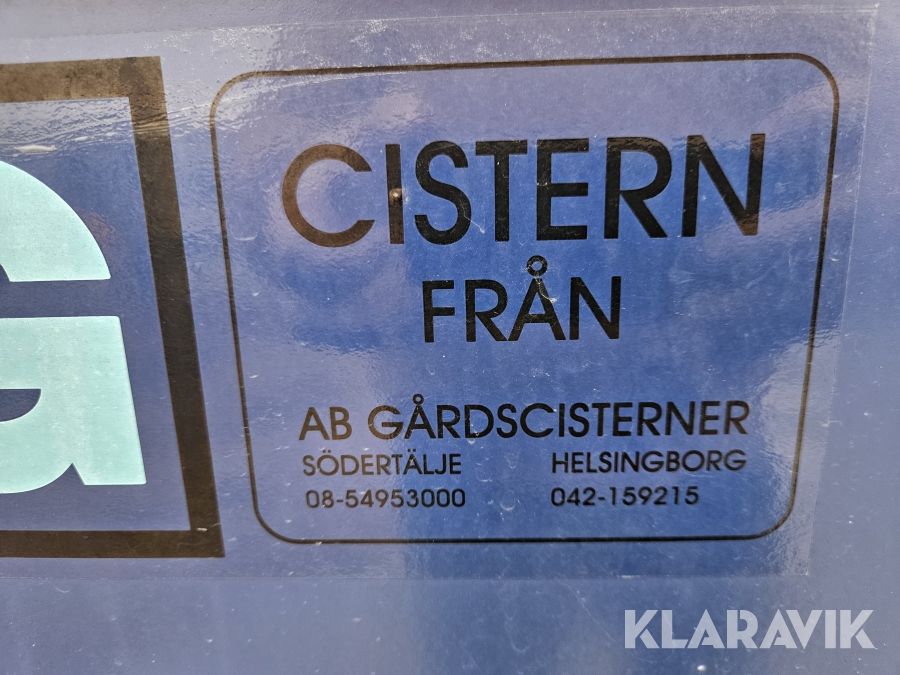 G
CISTERN
FRÅN
AB GÅRDSCISTERNER
SÖDERTÄLJE HELSINGBORG
08-54953000 042-159215
KLARAVIK